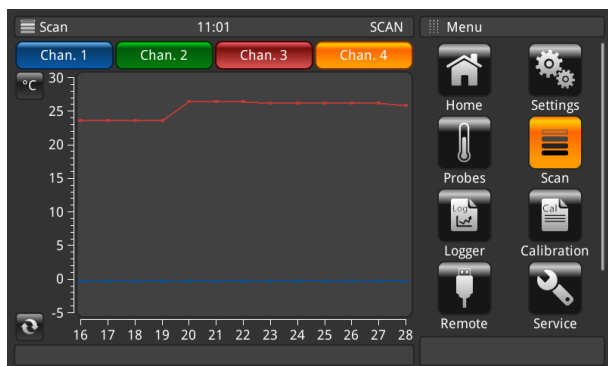 Scan 11:01 SCAN Menu
Chan. 1 Chan. 2 Chan. 3 Chan. 4
°C
30
25
20
15
10
5
0
-5
16 17 18 19 20 21 22 23 24 25 26 27 28
Home Settings
Probes Scan
Log
Cal
Logger Calibration
Remote Service